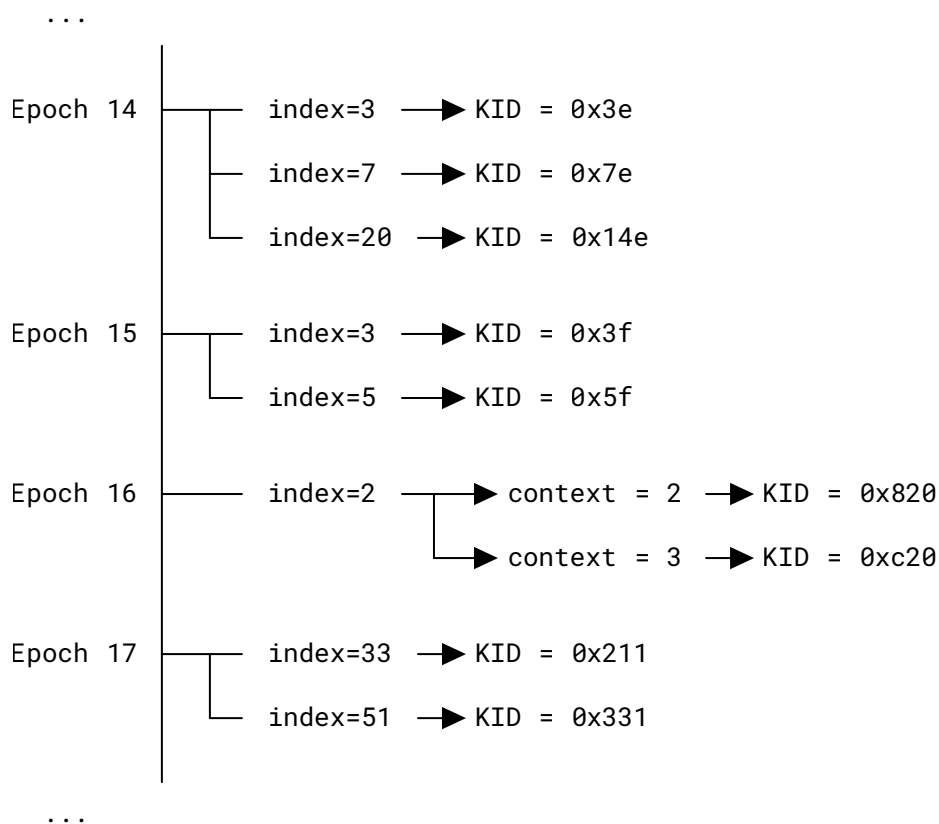 ...
Epoch 14 index=3 KID = 0x3e
index=7 KID = 0x7e
index=20 KID = 0x14e
Epoch 15 index=3 KID = 0x3f
index=5 KID = 0x5f
Epoch 16 index=2 context = 2 KID = 0x820
context = 3 KID = 0xc20
Epoch 17 index=33 KID = 0x211
index=51 KID = 0x331
...